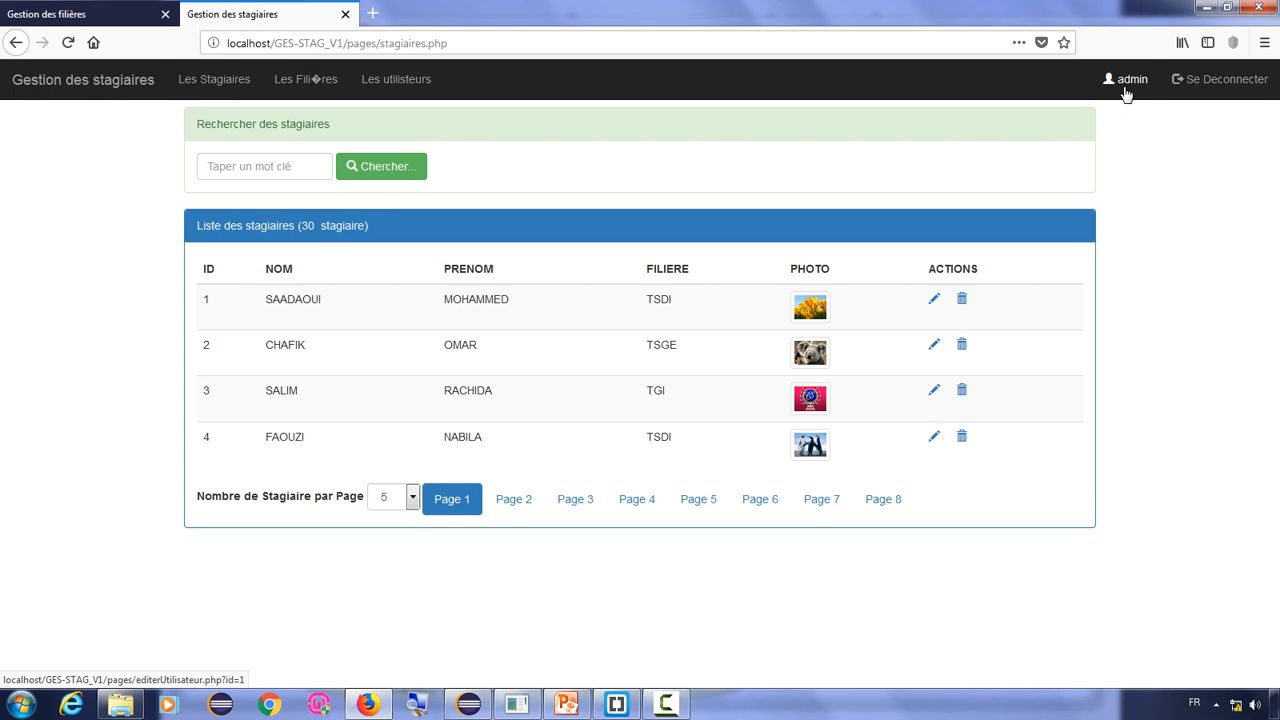 Gestion des filières
Gestion des stagiaires
localhost/GES-STAG_V1/pages/stagiaires.php
Gestion des stagiaires Les Stagiaires Les Fili�res Les utilisteurs admin Se Deconnecter
Rechercher des stagiaires
Taper un mot clé Chercher...
Liste des stagiaires (30 stagiaire)
ID NOM PRENOM FILIERE PHOTO ACTIONS
1 SAADAOUI MOHAMMED TSDI
2 CHAFIK OMAR TSGE
3 SALIM RACHIDA TGI
4 FAOUZI NABILA TSDI
Nombre de Stagiaire par Page 5 Page 1 Page 2 Page 3 Page 4 Page 5 Page 6 Page 7 Page 8
localhost/GES-STAG_V1/pages/editerUtilisateur.php?id=1
FR